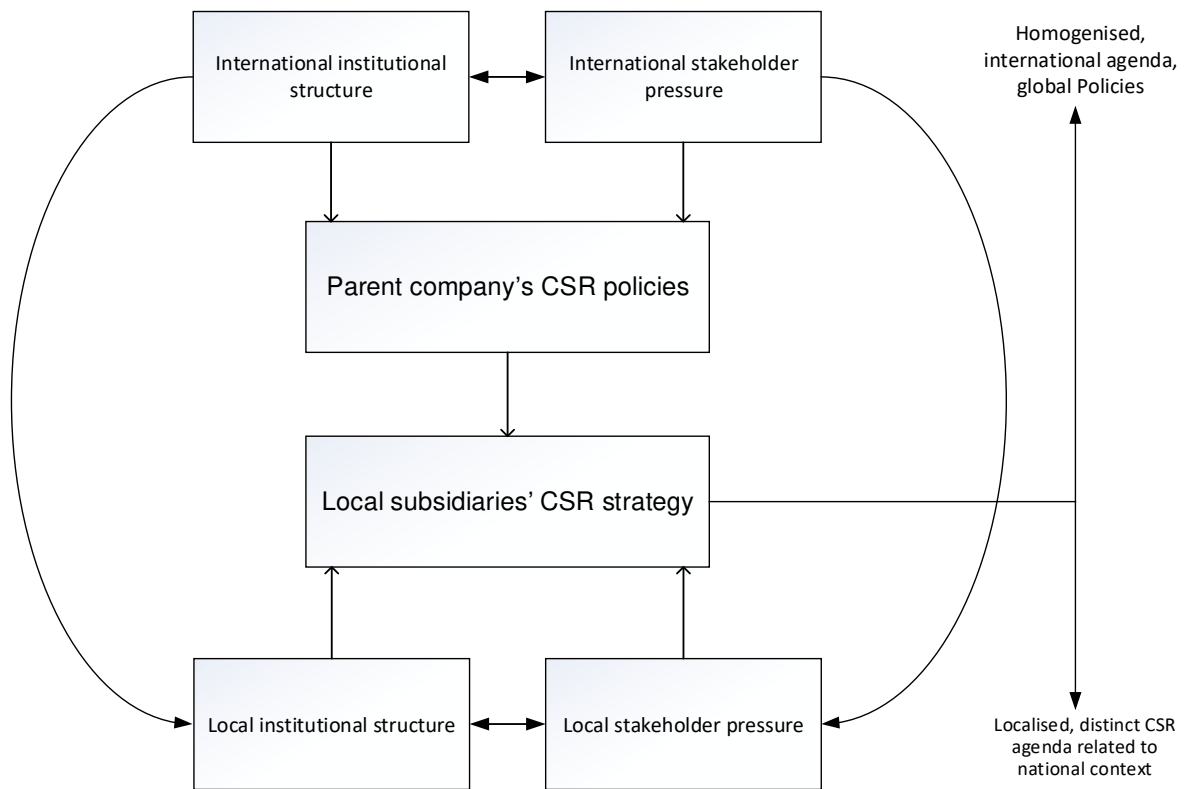 International institutional
structure
International stakeholder
pressure
Homogenised,
international agenda,
global Policies
Parent company’s CSR policies
Local subsidiaries’ CSR strategy
Local institutional structure
Local stakeholder pressure
Localised, distinct CSR
agenda related to
national context